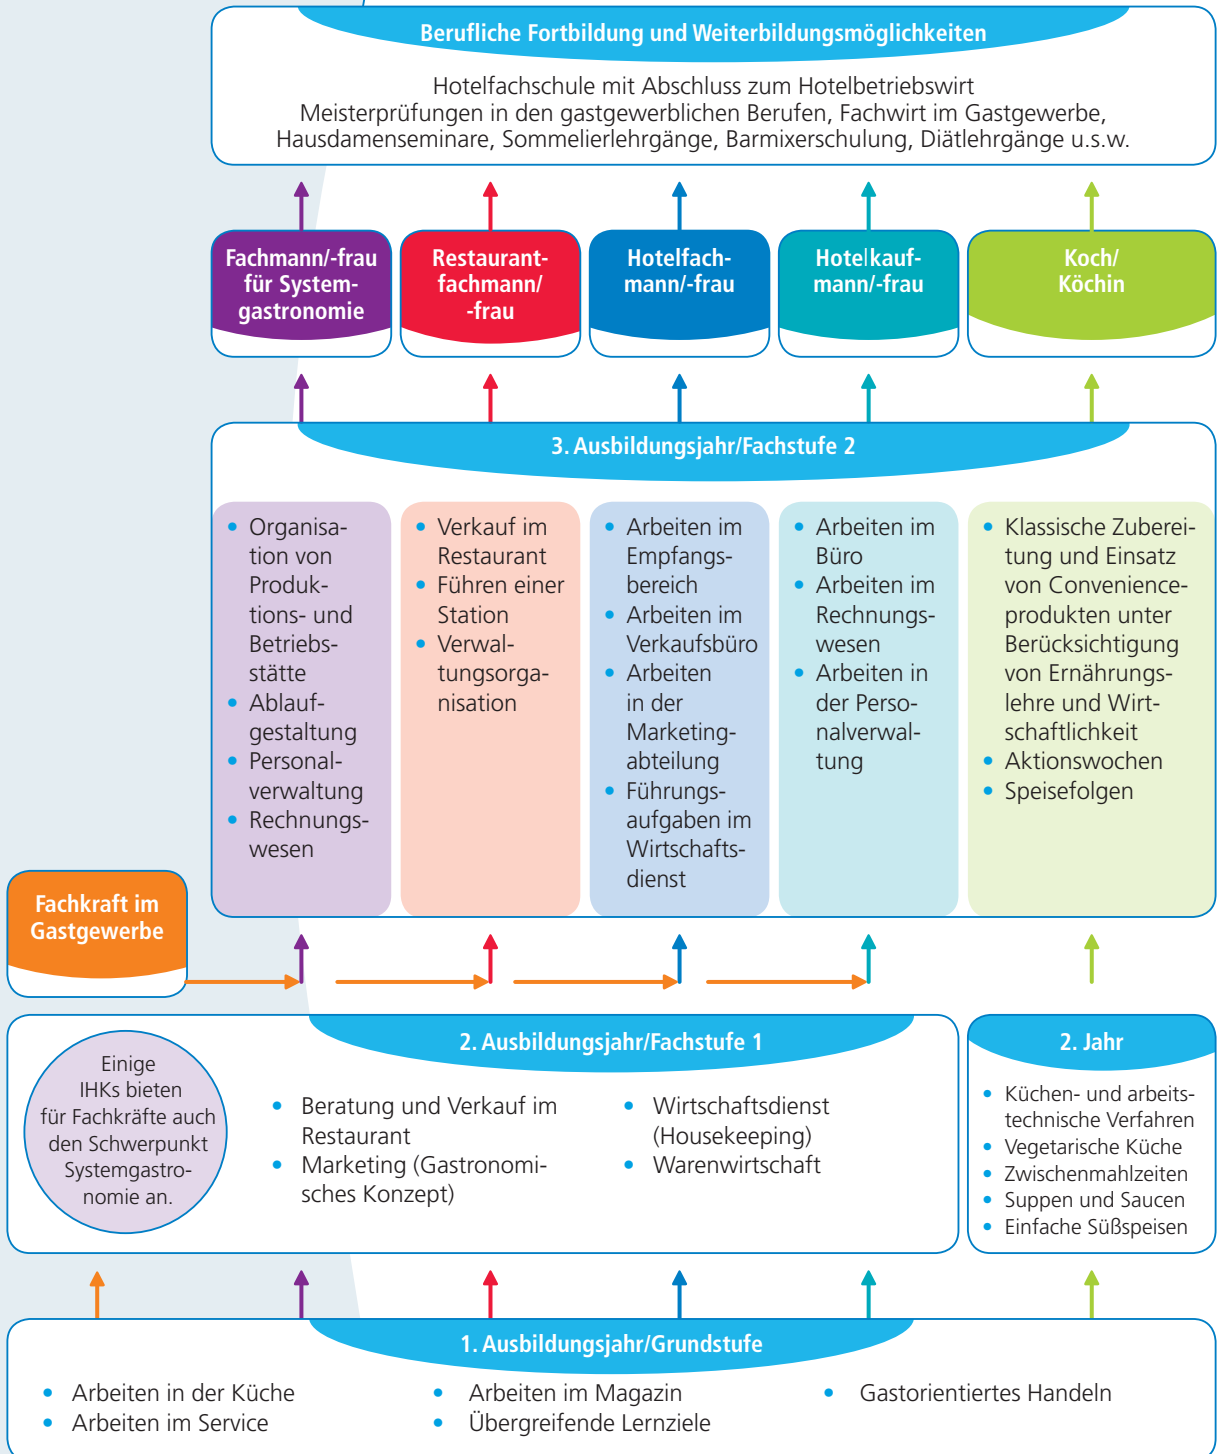 Berufliche Fortbildung und Weiterbildungsmöglichkeiten
Hotelfachschule mit Abschluss zum Hotelbetriebswirt
Meisterprüfungen in den gastgewerblichen Berufen, Fachwirt im Gastgewerbe,
Hausdamenseminare, Sommelierlehrgänge, Barmixerschulung, Diätlehrgänge u.s.w.
Fachmann/-frau
für System-
gastronomie
Restaurant-
fachmann/
-frau
Hotelfach-
mann/-frau
Hotelkauf-
mann/-frau
Koch/
Köchin
3. Ausbildungsjahr/Fachstufe 2
• Organisa-
tion von
Produk-
tions- und
Betriebs-
stätte
• Ablauf-
gestaltung
• Personal-
verwaltung
• Rechnungs-
wesen
• Verkauf im
Restaurant
• Führen einer
Station
• Verwal-
tungsorga-
nisation
• Arbeiten im
Empfangs-
bereich
• Arbeiten im
Verkaufsbüro
• Arbeiten
in der
Marketing-
abteilung
• Führungs-
aufgaben im
Wirtschafts-
dienst
• Arbeiten im
Büro
• Arbeiten im
Rechnungs-
wesen
• Arbeiten in
der Perso-
nalverwal-
tung
• Klassische Zuberei-
tung und Einsatz
von Convenience-
produkten unter
Berücksichtigung
von Ernährungs-
lehre und Wirt-
schaftlichkeit
• Aktionswochen
• Speisefolgen
Fachkraft im
Gastgewerbe
2. Ausbildungsjahr/Fachstufe 1
Einige
IHKs bieten
für Fachkräfte auch
den Schwerpunkt
Systemgastro-
nomie an.
• Beratung und Verkauf im
Restaurant
• Marketing (Gastronomi-
sches Konzept)
• Wirtschaftsdienst
(Housekeeping)
• Warenwirtschaft
2. Jahr
• Küchen- und arbeits-
technische Verfahren
• Vegetarische Küche
• Zwischenmahlzeiten
• Suppen und Saucen
• Einfache Süßspeisen
1. Ausbildungsjahr/Grundstufe
• Arbeiten in der Küche
• Arbeiten im Service
• Arbeiten im Magazin
• Übergreifende Lernziele
• Gastorientiertes Handeln